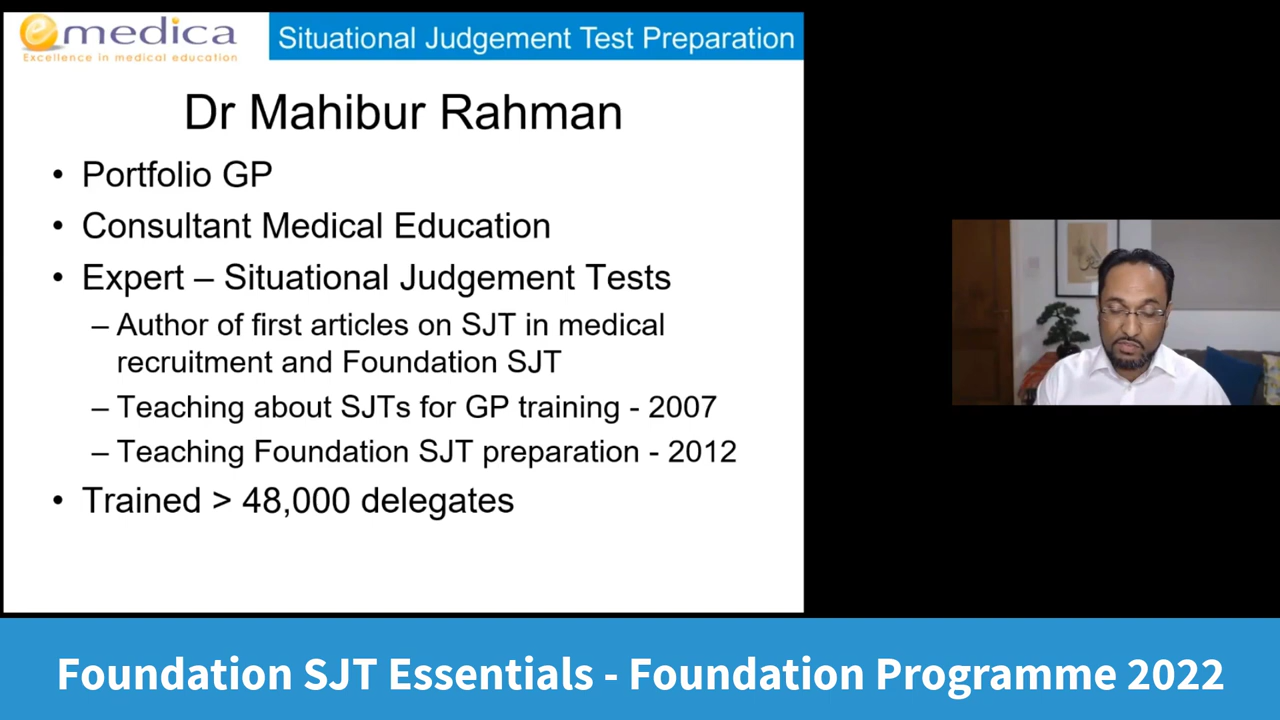 emedica
Excellence in medical education
Situational Judgement Test Preparation
Dr Mahibur Rahman
• Portfolio GP
• Consultant Medical Education
• Expert – Situational Judgement Tests
– Author of first articles on SJT in medical
recruitment and Foundation SJT
– Teaching about SJTs for GP training - 2007
– Teaching Foundation SJT preparation - 2012
• Trained > 48,000 delegates
Foundation SJT Essentials - Foundation Programme 2022